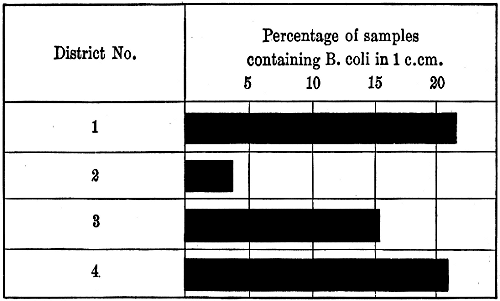 District No.
Percentage of samples
containing B. coli in 1 c.cm.
5 10 15 20
1
2
3
4